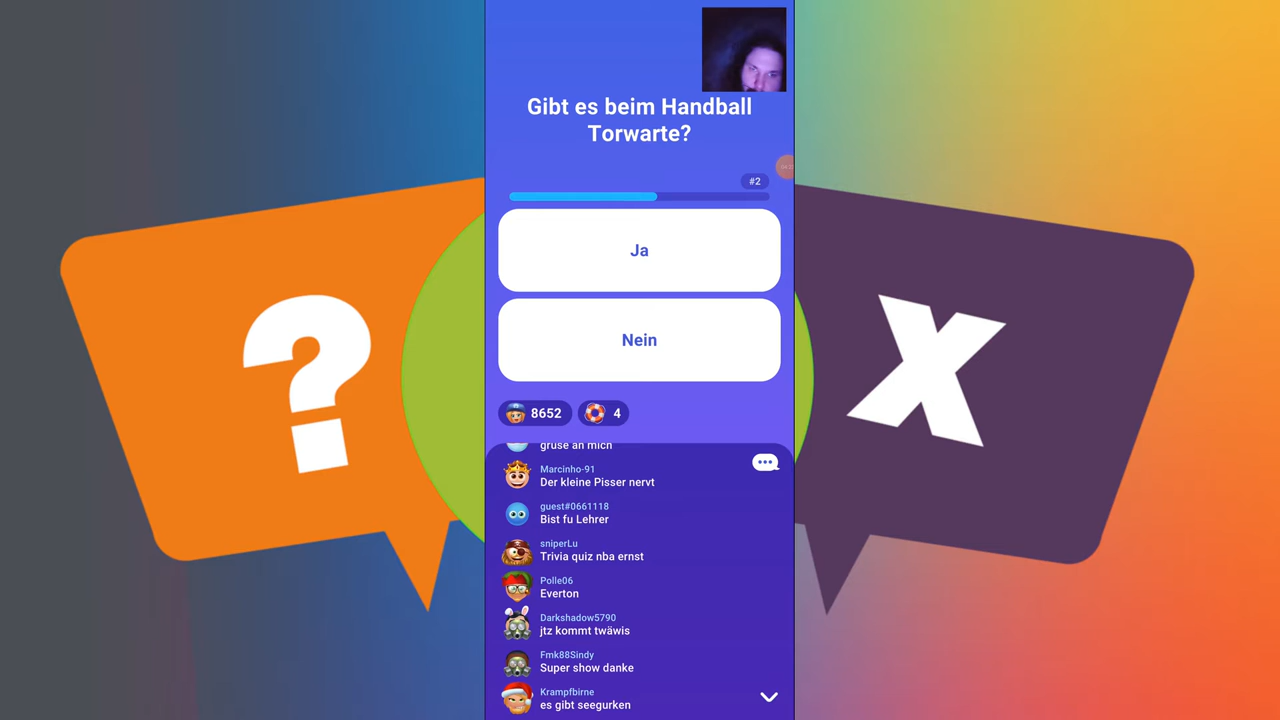 Gibt es beim Handball
Torwarte?
#2
Ja
Nein
8652
4
grüße an mich
Marcinho-91
Der kleine Pisser nervt
guest#0661118
Bist fu Lehrer
sniperLu
Trivia quiz nba ernst
Polle06
Everton
Darkshadow5790
jtz kommt twäwis
Fmk88Sindy
Super show danke
Krampfbirne
es gibt seegurken
?
X